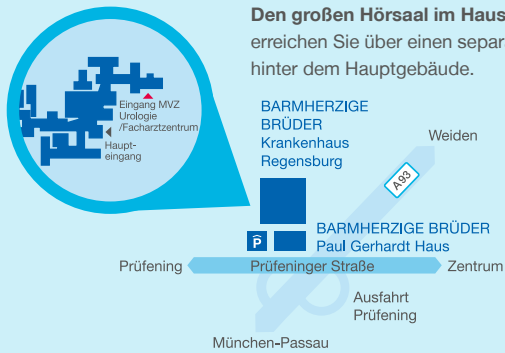 Den großen Hörsaal im Haus
erreichen Sie über einen separa
hinter dem Hauptgebäude.
Eingang MVZ
Urologie
/Facharztzentrum
Haupt-
eingang
BARMHERZIGE
BRÜDER
Krankenhaus
Regensburg
Weiden
A93
BARMHERZIGE BRÜDER
Paul Gerhardt Haus
P
Prüfening
Prüfeninger Straße
Zentrum
Ausfahrt
Prüfening
München-Passau